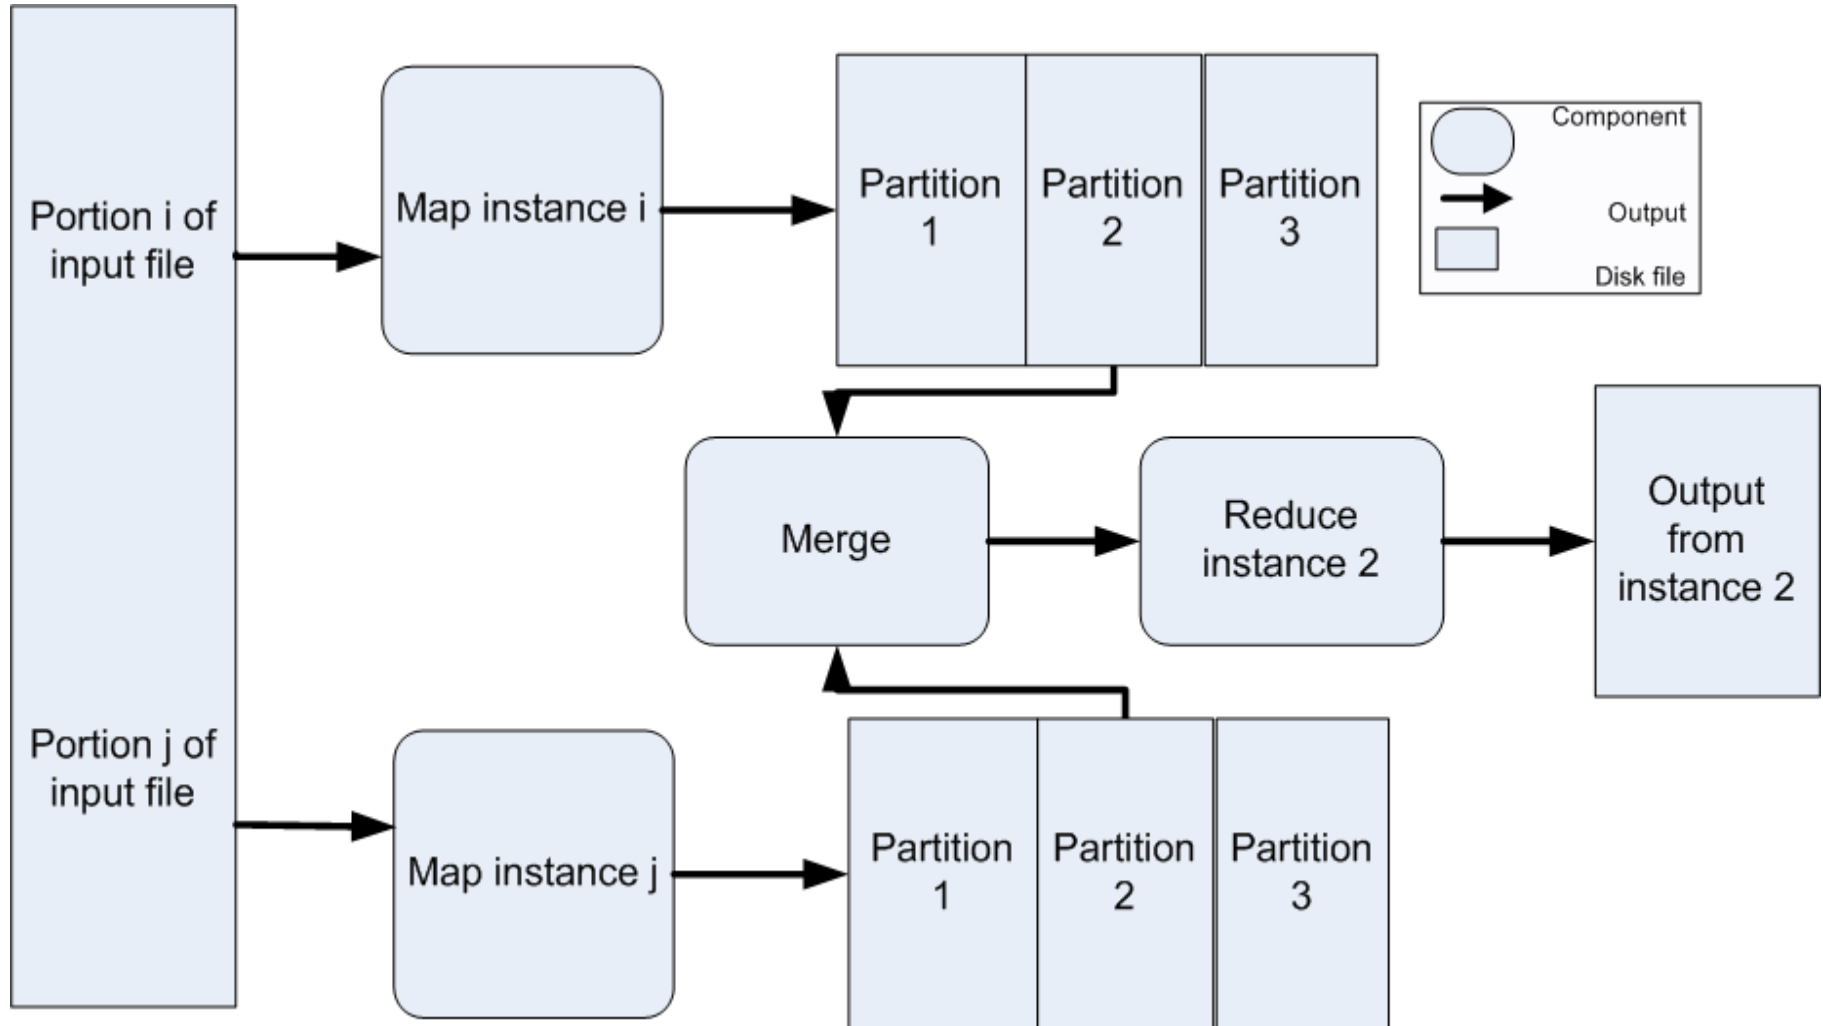 Portion i of
input file
Map instance i
Partition
1
Partition
2
Partition
3
Component
Output
Disk file
Merge
Reduce
instance 2
Output
from
instance 2
Portion j of
input file
Map instance j
Partition
1
Partition
2
Partition
3